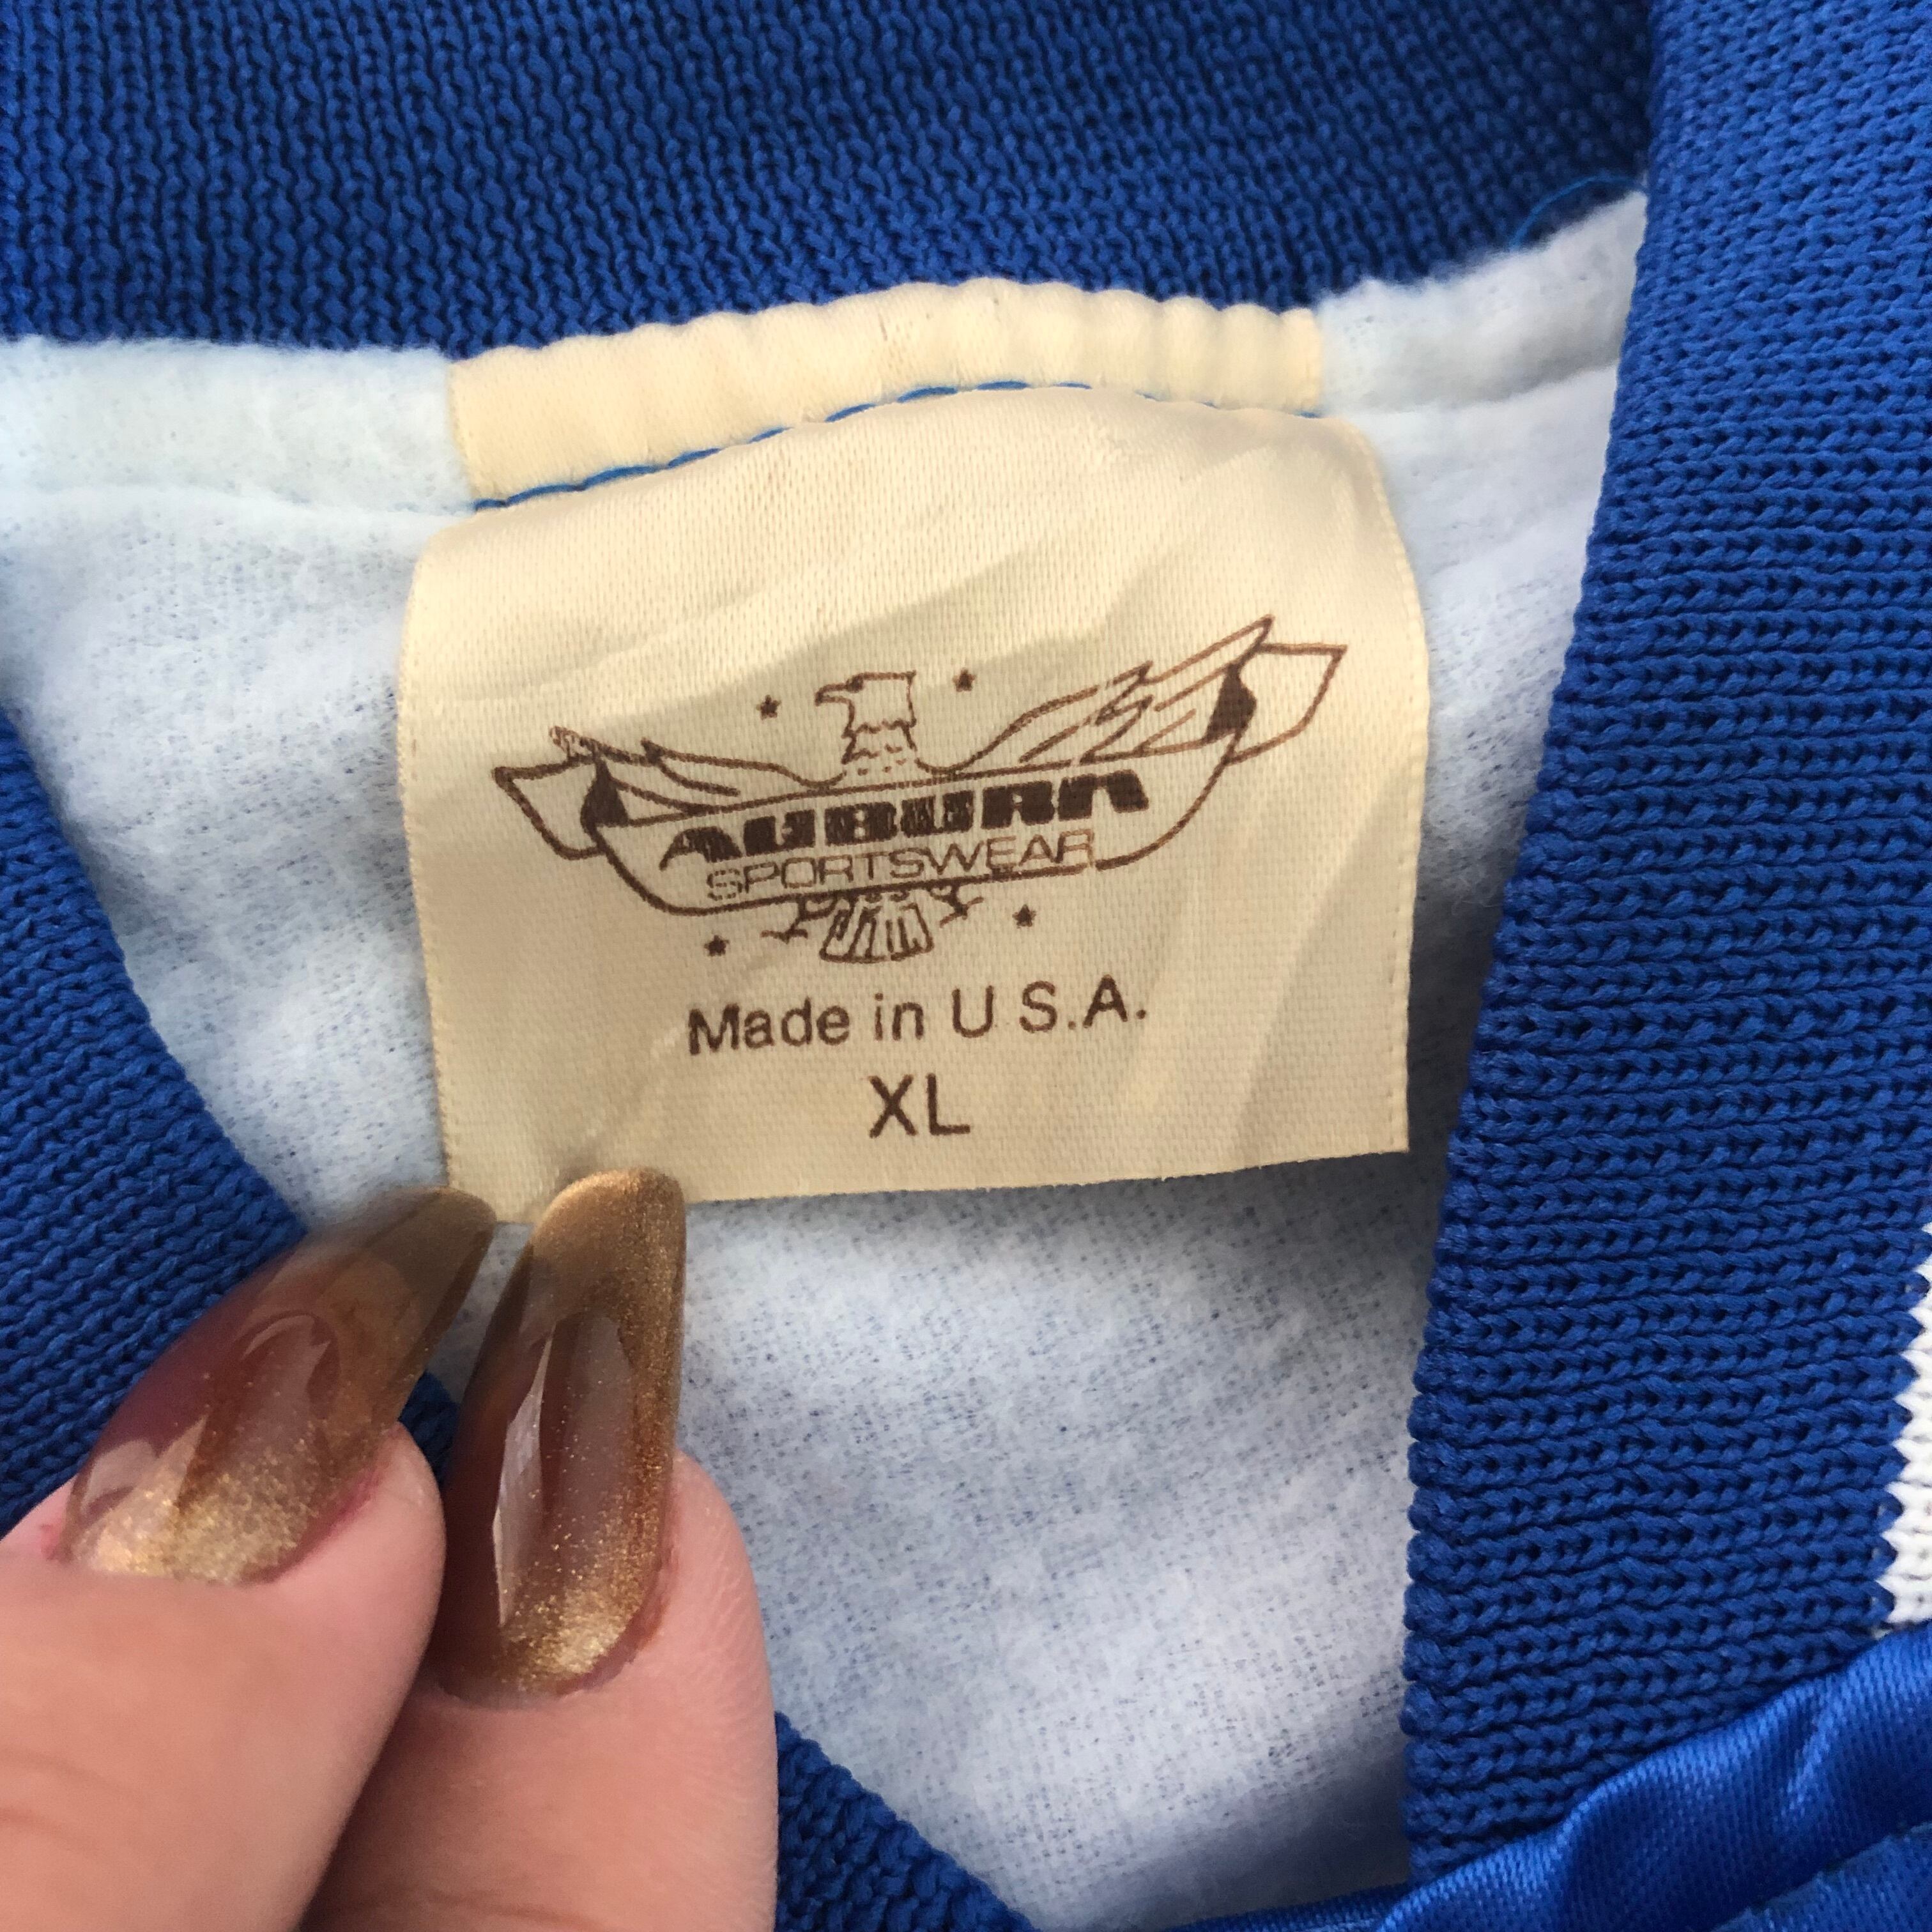 AUBURN
SPORTSWEAR
Made in U S.A.
XL